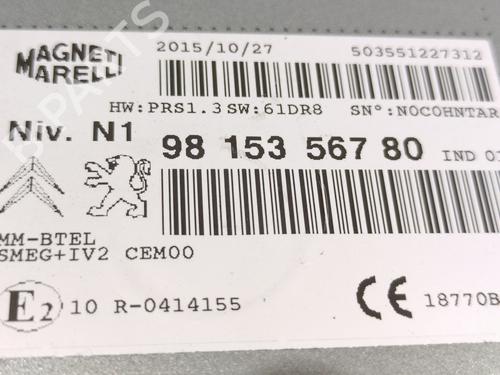 MAGNETI
MARELLI
2015/10/27
503551227312
HW:PRS1.3 SW:61DR8
SN°:NOCOHNTAR
Niv. N1
98 153 567 80
IND
MM-BTEL
SMEG+IV2 CEM00
E2
10 R-0414155
CE
18770B